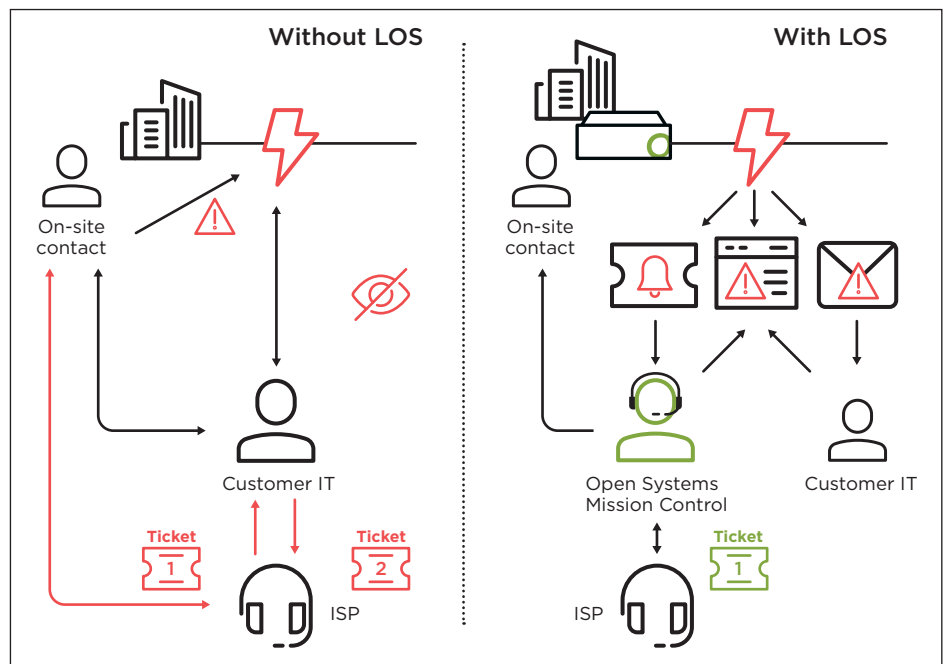 Without LOS
On-site
contact
Customer IT
Ticket
1
Ticket
2
ISP
With LOS
On-site
contact
Open Systems
Mission Control
Customer IT
Ticket
1
ISP